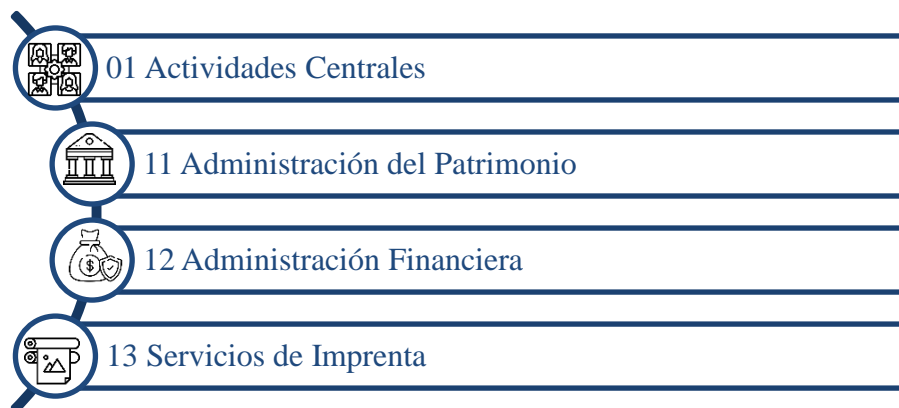 01 Actividades Centrales
11 Administración del Patrimonio
12 Administración Financiera
13 Servicios de Imprenta